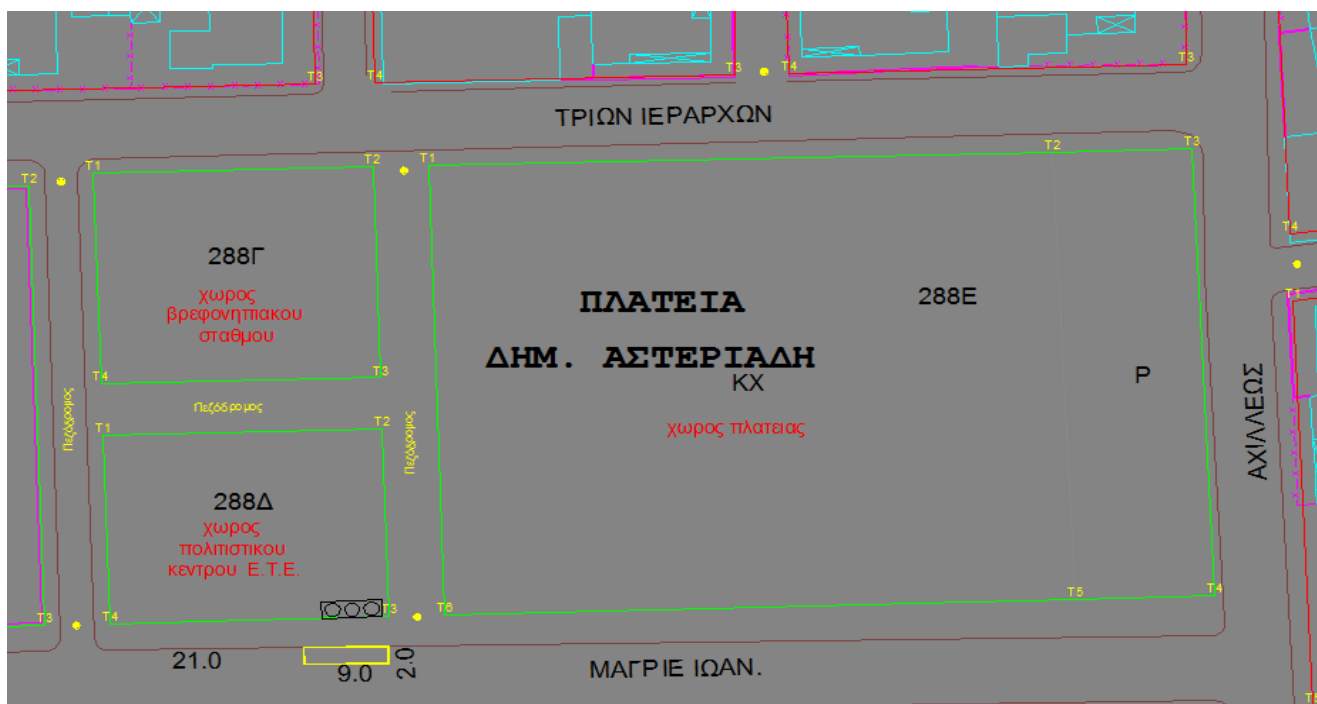 T3
T4
T3
T4
T3
ΤΡΙΩΝ ΙΕΡΑΡΧΩΝ
T2
T1
T2
T1
T2
T3
T4
288Γ
χωρος
βρεφονηπιακου
σταθμου
ΠΛΑΤΕΙΑ
ΔΗΜ. ΑΣΤΕΡΙΑΔΗ
288Ε
T1
ΚΧ
P
T4
T3
Πεζόδρομος
Πεζόδρομος
Πεζόδρομος
χωρος πλατειας
ΑΧΙΛΛΕΩΣ
T1
T2
288Δ
χωρος
πολιτιστικου
κεντρου Ε.Τ.Ε.
T3
T4
T3
T6
T5
T4
21.0
9.0
2.0
ΜΑΓΡΙΕ ΙΩΑΝ.